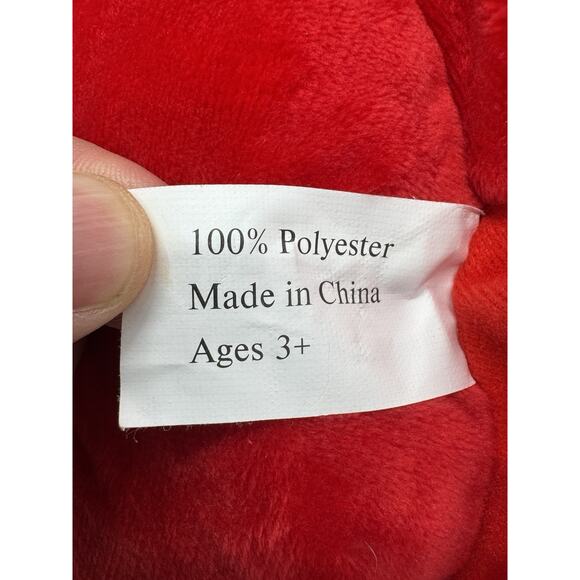 100% Polyester
Made in China
Ages 3+